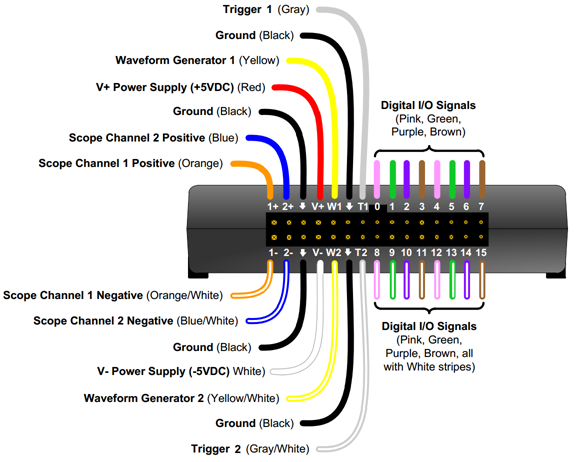 Trigger 1 (Gray)
Ground (Black)
Waveform Generator 1 (Yellow)
V+ Power Supply (+5VDC) (Red)
Ground (Black)
Scope Channel 2 Positive (Blue)
Scope Channel 1 Positive (Orange)
Digital I/O Signals
(Pink, Green,
Purple, Brown)
1+ 2+ V+ W1 T1 0 1 2 3 4 5 6 7
1- 2- V- W2 T2 8 9 10 11 12 13 14 15
Scope Channel 1 Negative (Orange/White)
Scope Channel 2 Negative (Blue/White)
Ground (Black)
V- Power Supply (-5VDC) White)
Waveform Generator 2 (Yellow/White)
Ground (Black)
Trigger 2 (Gray/White)
Digital I/O Signals
(Pink, Green,
Purple, Brown, all
with White stripes)